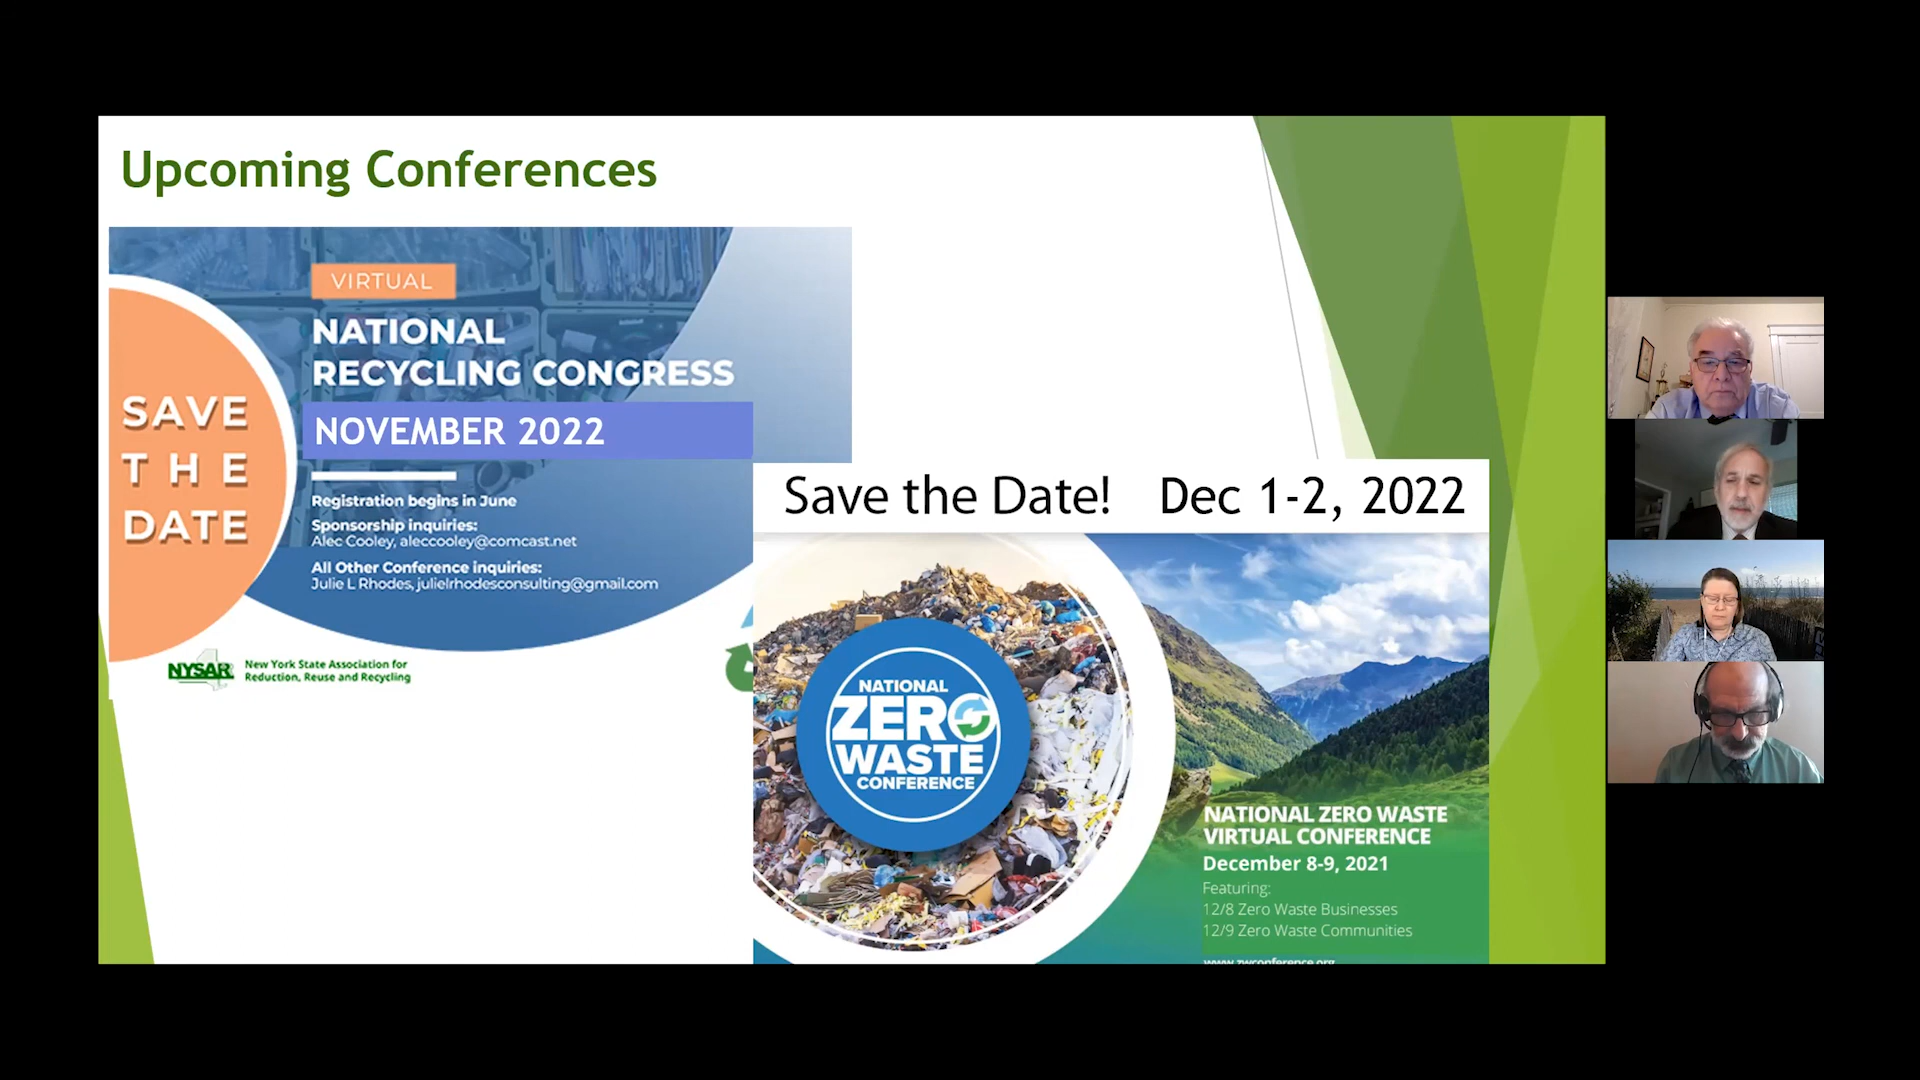 Upcoming Conferences
VIRTUAL
NATIONAL
RECYCLING CONGRESS
NOVEMBER 2022
SAVE
THE
DATE
Registration begins in June
Sponsorship inquiries:
Alec Cooley, aleccooley@comcast.net
All Other Conference inquiries:
Julie L Rhodes, julielrhodesconsulting@gmail.com
NYSAR
New York State Association for
Reduction, Reuse and Recycling
Save the Date! Dec 1-2, 2022
NATIONAL
ZERO
WASTE
CONFERENCE
NATIONAL ZERO WASTE
VIRTUAL CONFERENCE
December 8-9, 2021
Featuring:
12/8 Zero Waste Businesses
12/9 Zero Waste Communities
www.zwconference.org